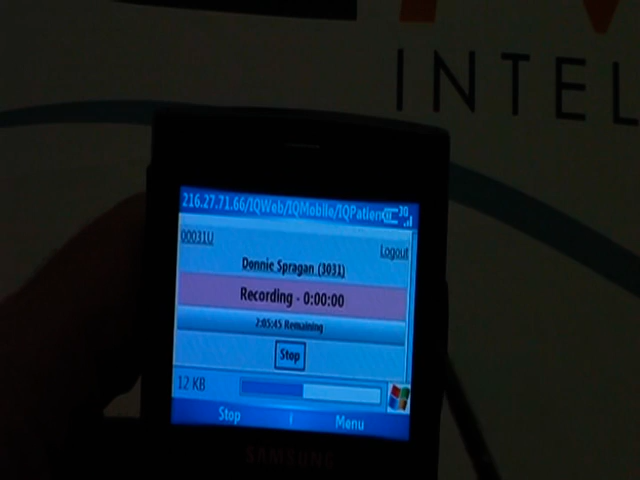 INTEL
216.27.71.66/IQWeb/IQMobile/IQPatien
3G
00031U
Logout
Donnie Spragan (3031)
Recording - 0:00:00
2:05:45 Remaining
Stop
12 KB
Stop
Menu
SAMSUNG